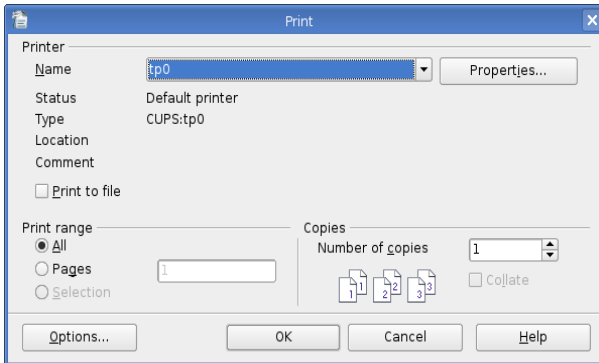 Print
Printer
Name tp0 Properties...
Status Default printer
Type CUPS:tp0
Location
Comment
Print to file
Print range
All
Pages 1
Selection
Copies
Number of copies 1
1 1 2 2 3 3
Collate
Options... OK Cancel Help